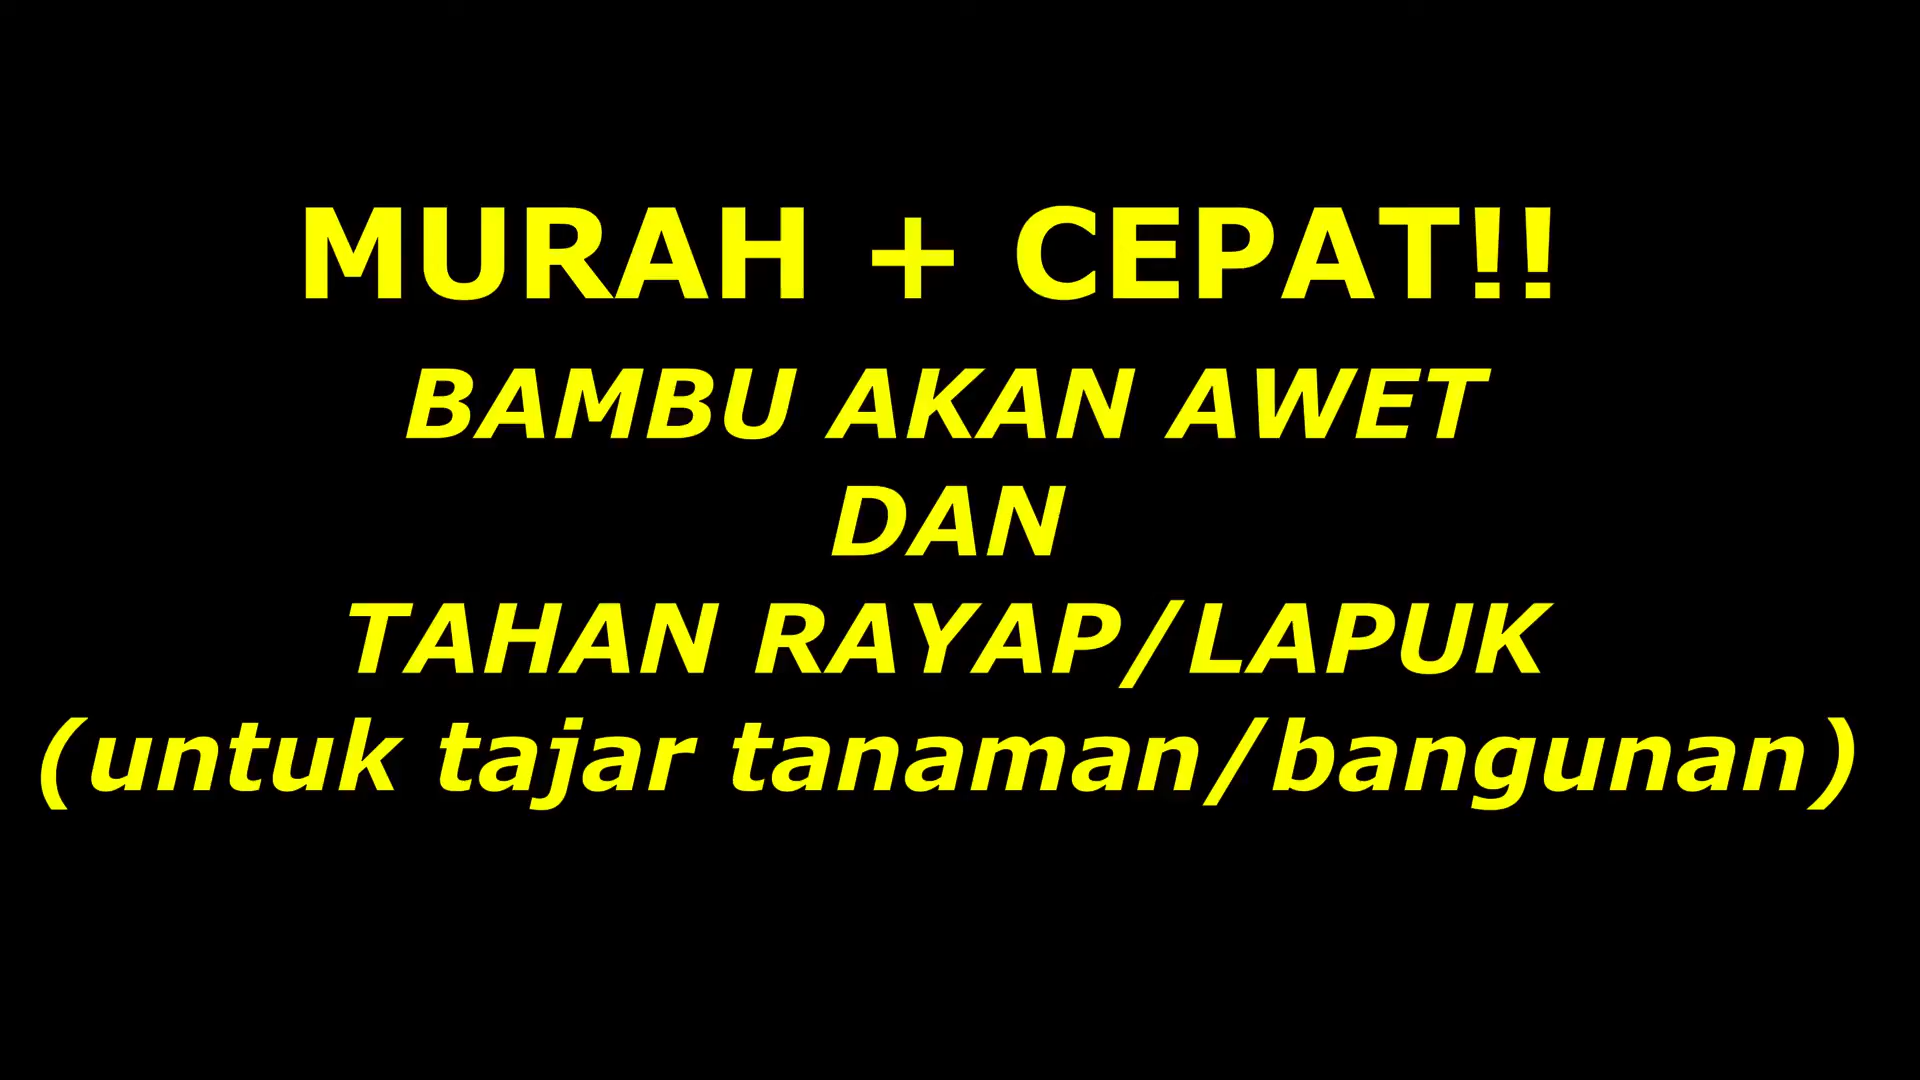 MURAH + CEPAT!!
BAMBU AKAN AWET
DAN
TAHAN RAYAP/LAPUK
(untuk tajar tanaman/bangunan)